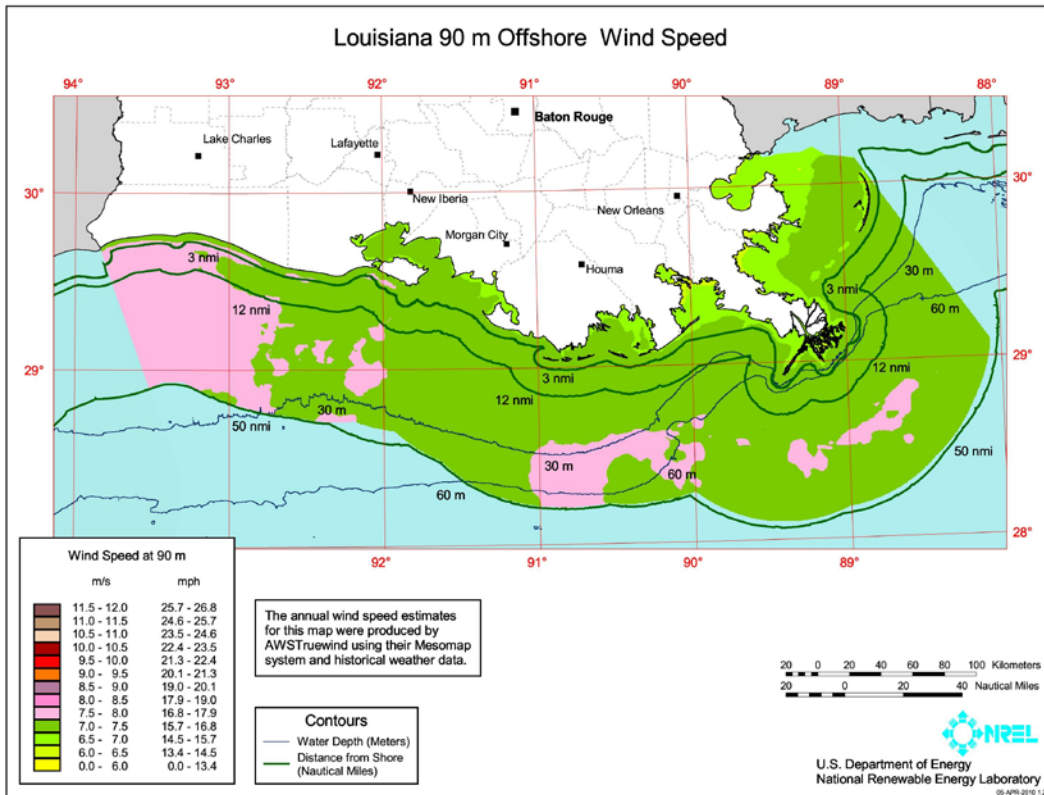 Louisiana 90 m Offshore Wind Speed
94° 93° 92° 91° 90° 89° 88°
Baton Rouge
Lake Charles
Lafayette
30°
30°
New Iberia
New Orleans
Morgan City
3 nmi
Houma
30 m
3 nmi
60 m
12 nmi
29°
29°
3 nmi
12 nmi
12 nmi
30 m
50 nmi
50 nmi
30 m
60 m
60 m
28°
92° 91° 90° 89°
Wind Speed at 90 m
m/s mph
11.5 - 12.0 25.7 - 26.8
11.0 - 11.5 24.6 - 25.7
10.5 - 11.0 23.5 - 24.6
10.0 - 10.5 22.4 - 23.5
9.5 - 10.0 21.3 - 22.4
9.0 - 9.5 20.1 - 21.3
8.5 - 9.0 19.0 - 20.1
8.0 - 8.5 17.9 - 19.0
7.5 - 8.0 16.8 - 17.9
7.0 - 7.5 15.7 - 16.8
6.5 - 7.0 14.5 - 15.7
6.0 - 6.5 13.4 - 14.5
0.0 - 6.0 0.0 - 13.4
The annual wind speed estimates
for this map were produced by
AWSTruewind using their Mesomap
system and historical weather data.
Contours
Water Depth (Meters)
Distance from Shore
(Nautical Miles)
20 0 20 40 60 80 100 Kilometers
20 0 20 40 Nautical Miles
NREL
U.S. Department of Energy
National Renewable Energy Laboratory
05-APR-2010